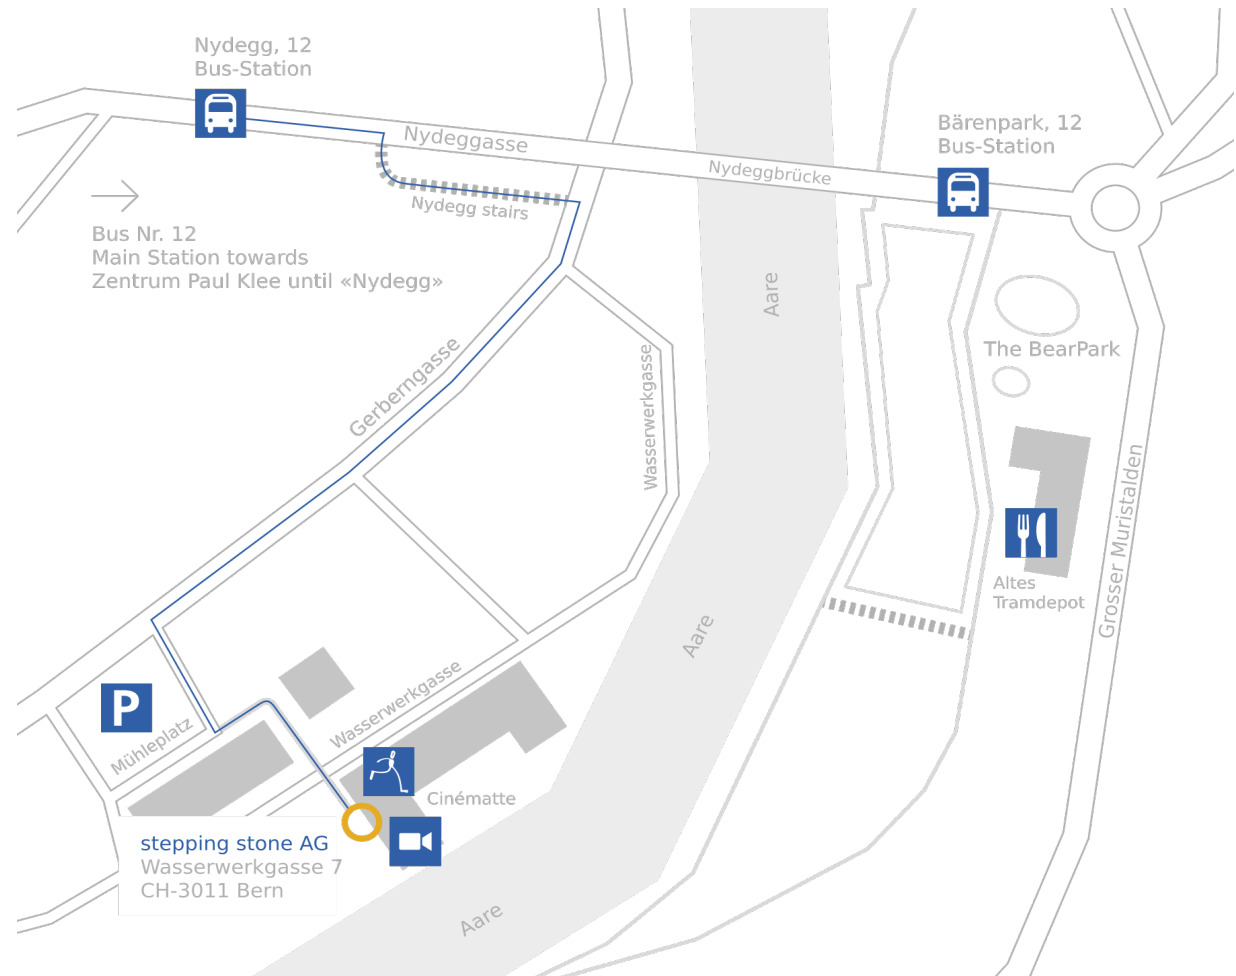 Nydegg, 12
Bus-Station
Nydeggasse
Nydeggbrücke
Bärenpark, 12
Bus-Station
Nydegg stairs
Bus Nr. 12
Main Station towards
Zentrum Paul Klee until «Nydegg»
Aare
The BearPark
Gerberngasse
Wasserwerkgasse
Grosser Muristalden
Altes
Tramdepot
Aare
P
Mühleplatz
Wasserwerkgasse
Cinématte
stepping stone AG
Wasserwerkgasse 7
CH-3011 Bern
Aare